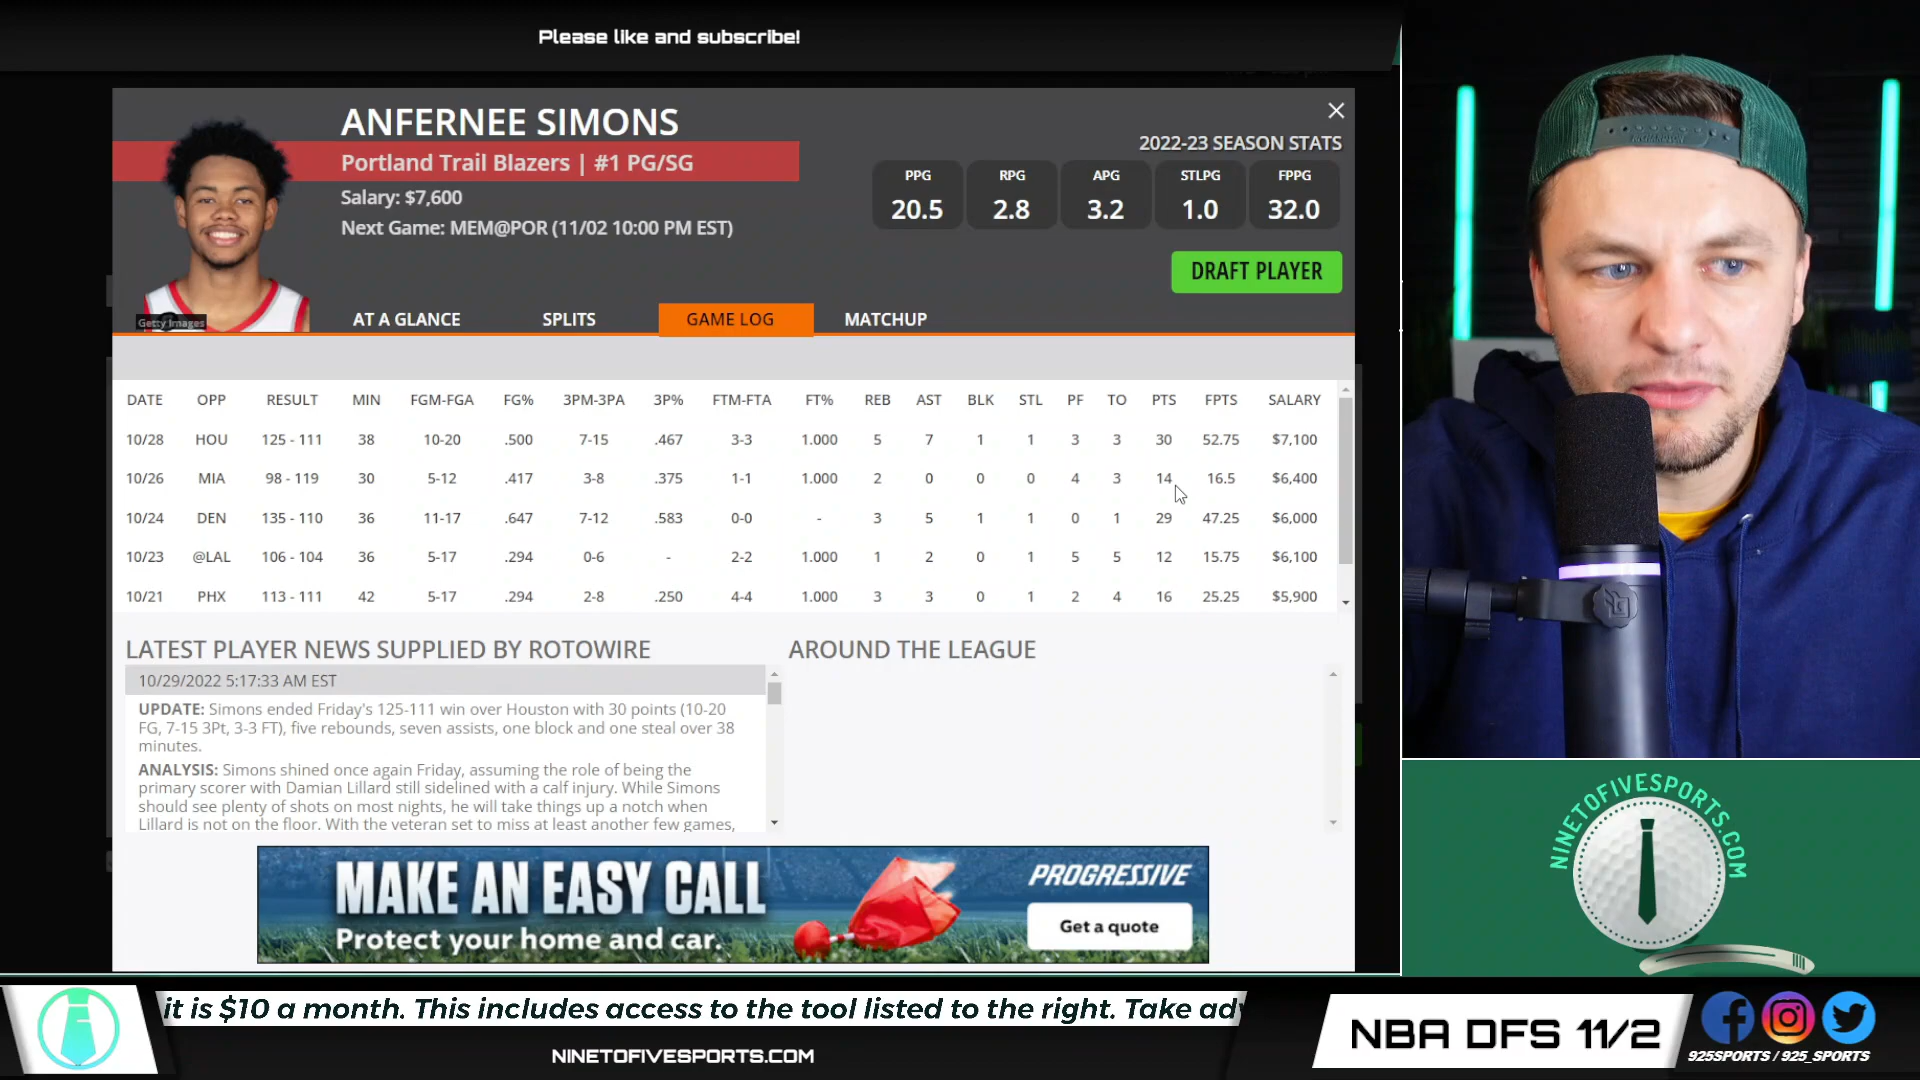 Please like and subscribe!
ANFERNEE SIMONS
Portland Trail Blazers | #1 PG/SG
Salary: $7,600
Next Game: MEM@POR (11/02 10:00 PM EST)
Getty Images
2022-23 SEASON STATS
PPG RPG APG STLPG FPPG
20.5 2.8 3.2 1.0 32.0
DRAFT PLAYER
AT A GLANCE SPLITS GAME LOG MATCHUP
DATE OPP RESULT MIN FGM-FGA FG% 3PM-3PA 3P% FTM-FTA FT% REB AST BLK STL PF TO PTS FPTS SALARY
10/28 HOU 125 - 111 38 10-20 .500 7-15 .467 3-3 1.000 5 7 1 1 3 3 30 52.75 $7,100
10/26 MIA 98 - 119 30 5-12 .417 3-8 .375 1-1 1.000 2 0 0 0 4 3 14 16.5 $6,400
10/24 DEN 135 - 110 36 11-17 .647 7-12 .583 0-0 - 3 5 1 1 0 1 29 47.25 $6,000
10/23 @LAL 106 - 104 36 5-17 .294 0-6 - 2-2 1.000 1 2 0 1 5 5 12 15.75 $6,100
10/21 PHX 113 - 111 42 5-17 .294 2-8 .250 4-4 1.000 3 3 0 1 2 4 16 25.25 $5,900
LATEST PLAYER NEWS SUPPLIED BY ROTOWIRE
10/29/2022 5:17:33 AM EST
UPDATE: Simons ended Friday's 125-111 win over Houston with 30 points (10-20
FG, 7-15 3Pt, 3-3 FT), five rebounds, seven assists, one block and one steal over 38
minutes.
ANALYSIS: Simons shined once again Friday, assuming the role of being the
primary scorer with Damian Lillard still sidelined with a calf injury. While Simons
should see plenty of shots on most nights, he will take things up a notch when
Lillard is not on the floor. With the veteran set to miss at least another few games,
AROUND THE LEAGUE
MAKE AN EASY CALL
Protect your home and car.
PROGRESSIVE
Get a quote
NINETOFIVESPORTS.COM
it is $10 a month. This includes access to the tool listed to the right. Take adv
NINETOFIVESPORTS.COM
NBA DFS 11/2
925SPORTS / 925_SPORTS